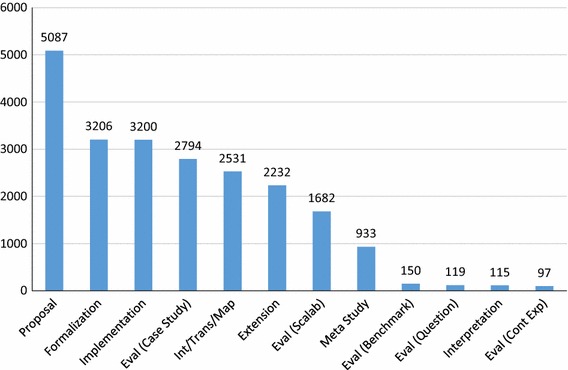 6000
5000
4000
3000
2000
1000
0
5087
3206
3200
2794
2531
2232
1682
933
150
119
115
97
Proposal
Formalization
Implementation
Eval (Case Study)
Int/Trans/Map
Extension
Eval (Scalab)
Meta Study
Eval (Benchmark)
Eval (Question)
Interpretation
Eval (Cont Exp)